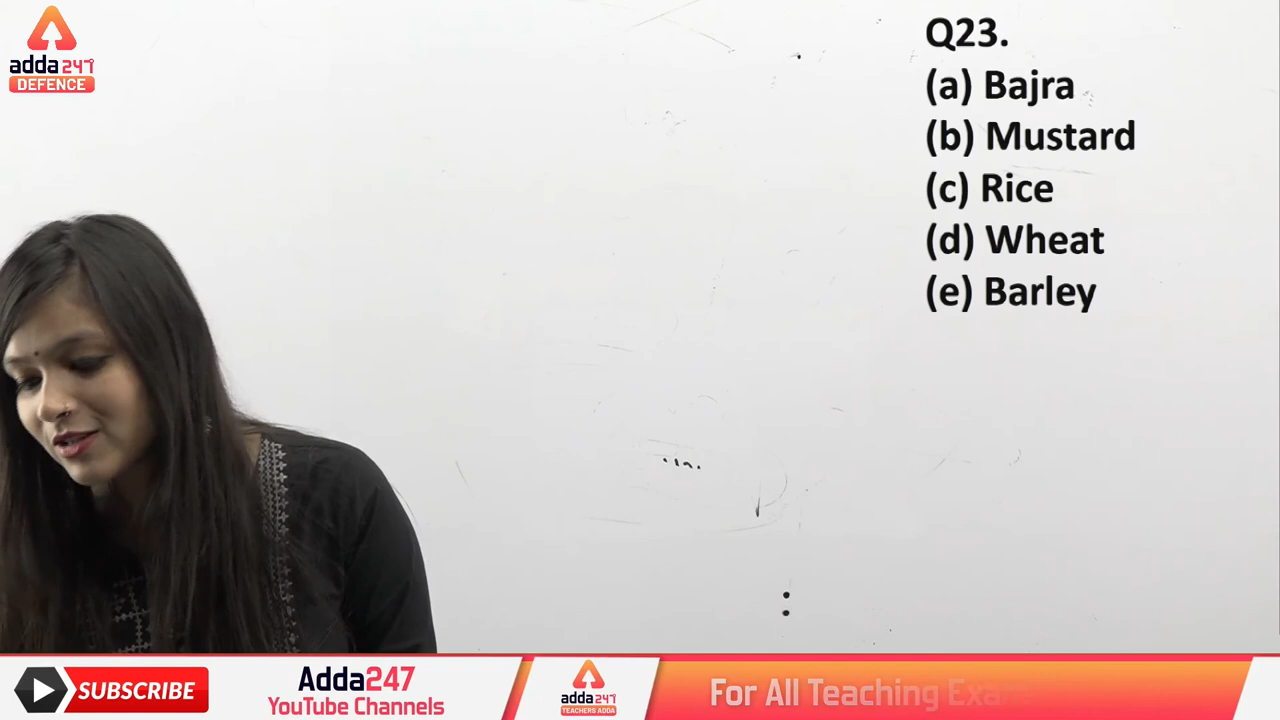 adda247
DEFENCE
Q23.
(a) Bajra
(b) Mustard
(c) Rice
(d) Wheat
(e) Barley
SUBSCRIBE
Adda247
YouTube Channels
adda247
TEACHERS ADDA
For All Teaching Exa